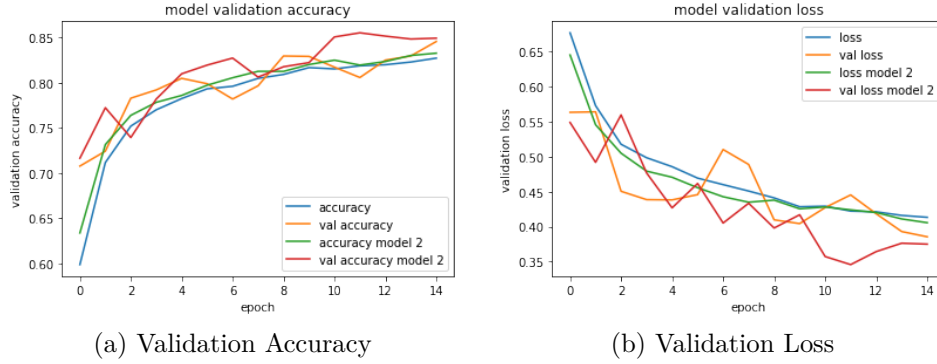 model validation accuracy
validation accuracy
0.85
0.80
0.75
0.70
0.65
0.60
accuracy
val accuracy
accuracy model 2
val accuracy model 2
0 2 4 6 8 10 12 14
epoch
(a) Validation Accuracy
model validation loss
validation loss
0.65
0.60
0.55
0.50
0.45
0.40
0.35
loss
val loss
loss model 2
val loss model 2
0 2 4 6 8 10 12 14
epoch
(b) Validation Loss